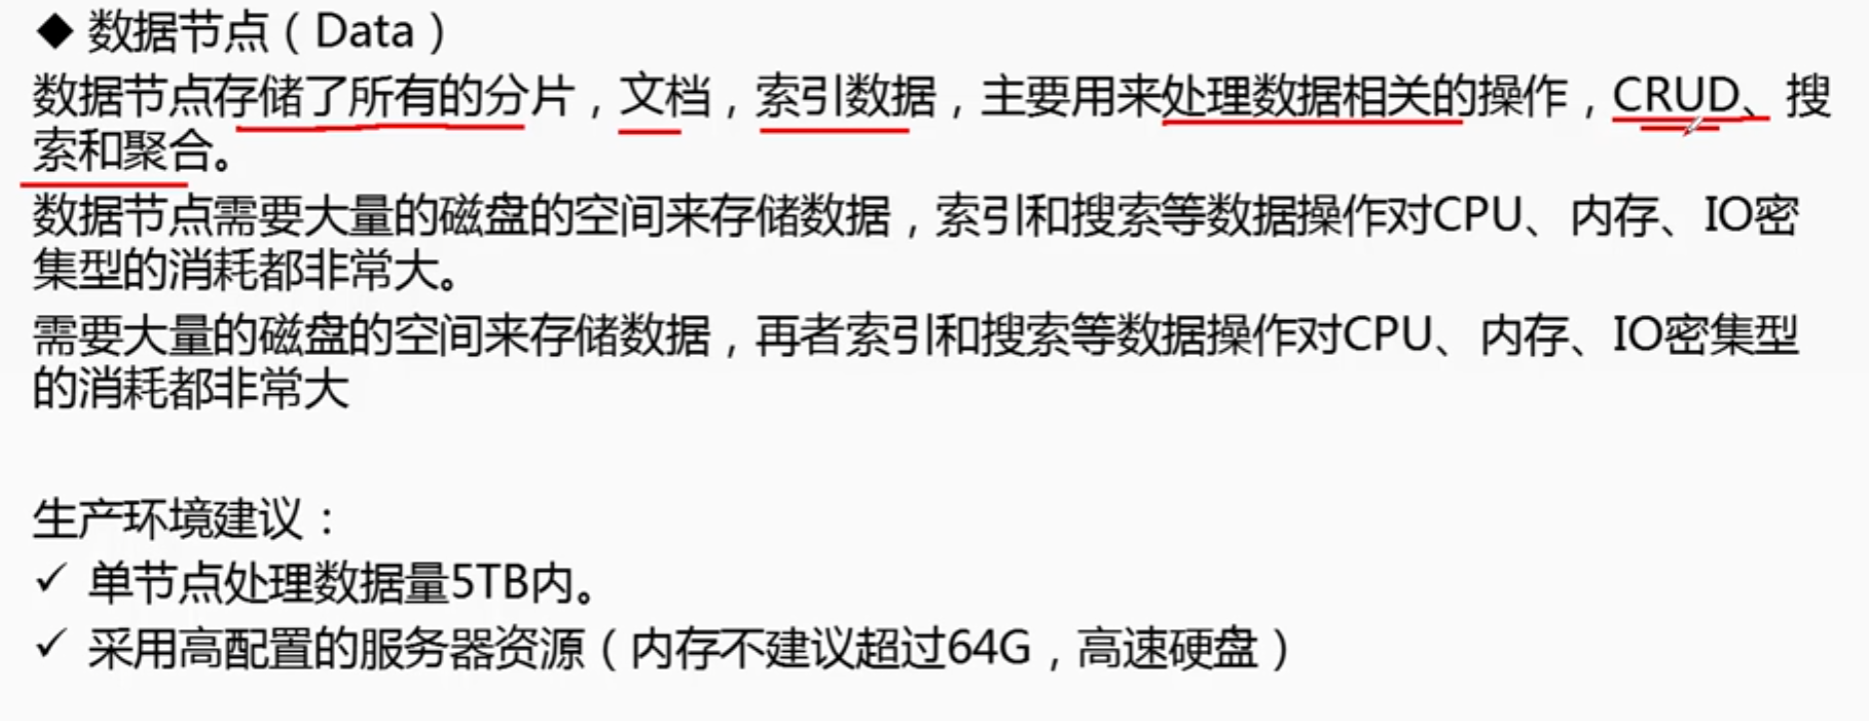 ◆ 数据节点（Data）
数据节点存储了所有的分片，文档，索引数据，主要用来处理数据相关的操作，CRUD、搜
索和聚合。
数据节点需要大量的磁盘的空间来存储数据，索引和搜索等数据操作对CPU、内存、IO密
集型的消耗都非常大。
需要大量的磁盘的空间来存储数据，再者索引和搜索等数据操作对CPU、内存、IO密集型
的消耗都非常大
生产环境建议：
✓ 单节点处理数据量5TB内。
✓ 采用高配置的服务器资源（内存不建议超过64G，高速硬盘）